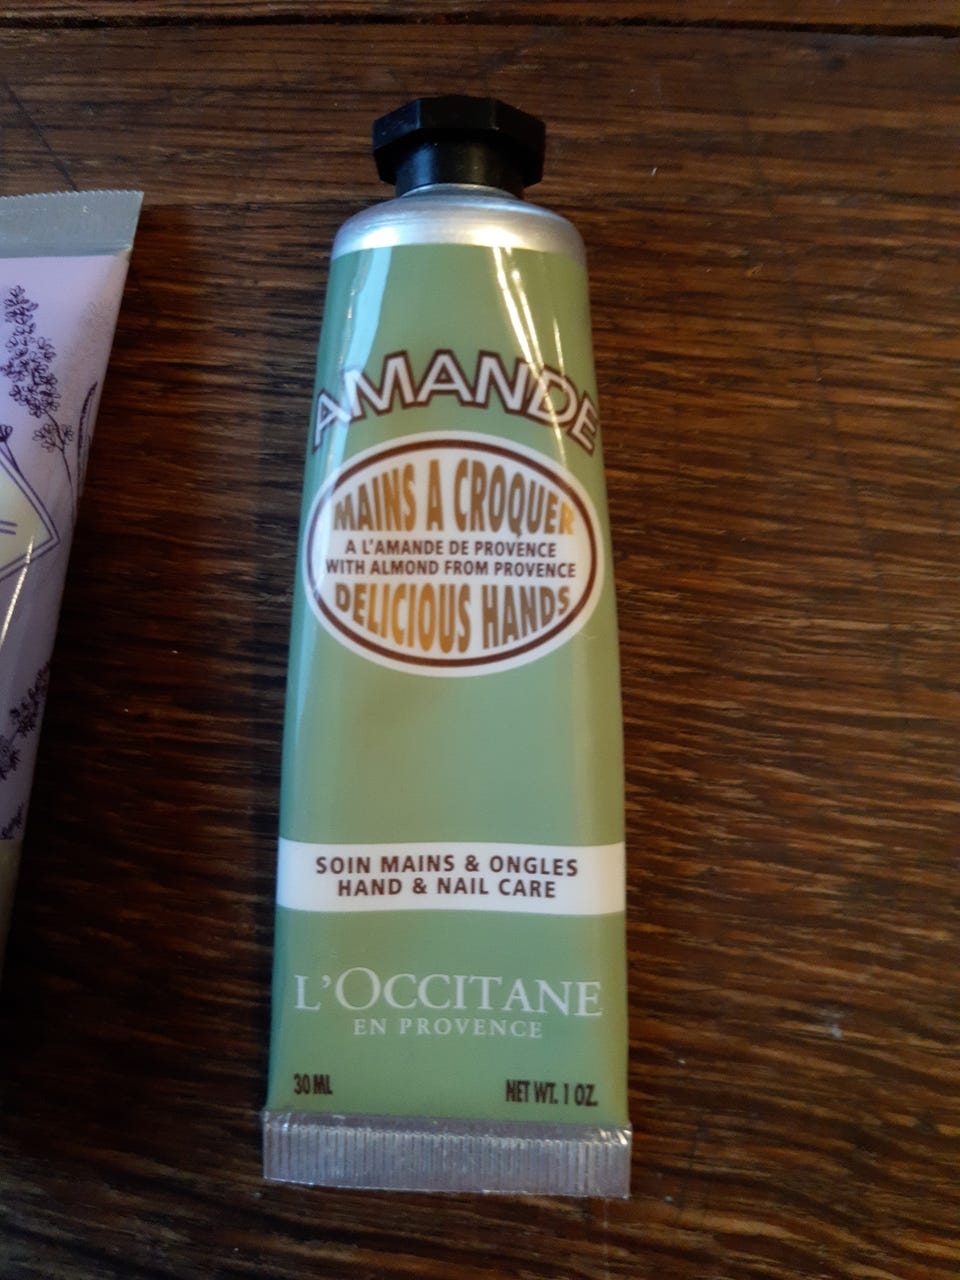 AMANDE
MAINS A CROQUER
A L'AMANDE DE PROVENCE
WITH ALMOND FROM PROVENCE
DELICIOUS HANDS
SOIN MAINS & ONGLES
HAND & NAIL CARE
L'OCCITANE
EN PROVENCE
30 ML NET WT. 1 OZ.